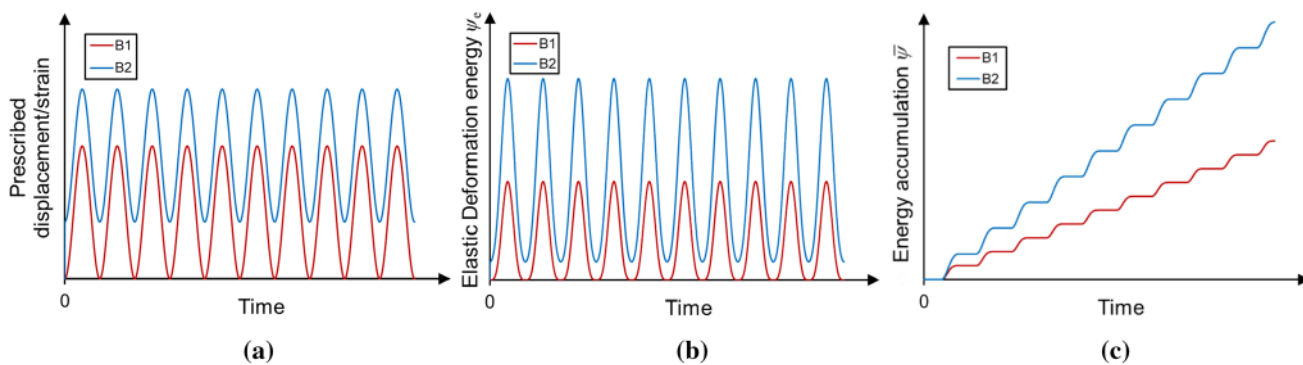 Prescribed
displacement/strain
B1
B2
0
Time
(a)
Elastic Deformation energy ψe
B1
B2
0
Time
(b)
Energy accumulation ψ̅
B1
B2
0
Time
(c)